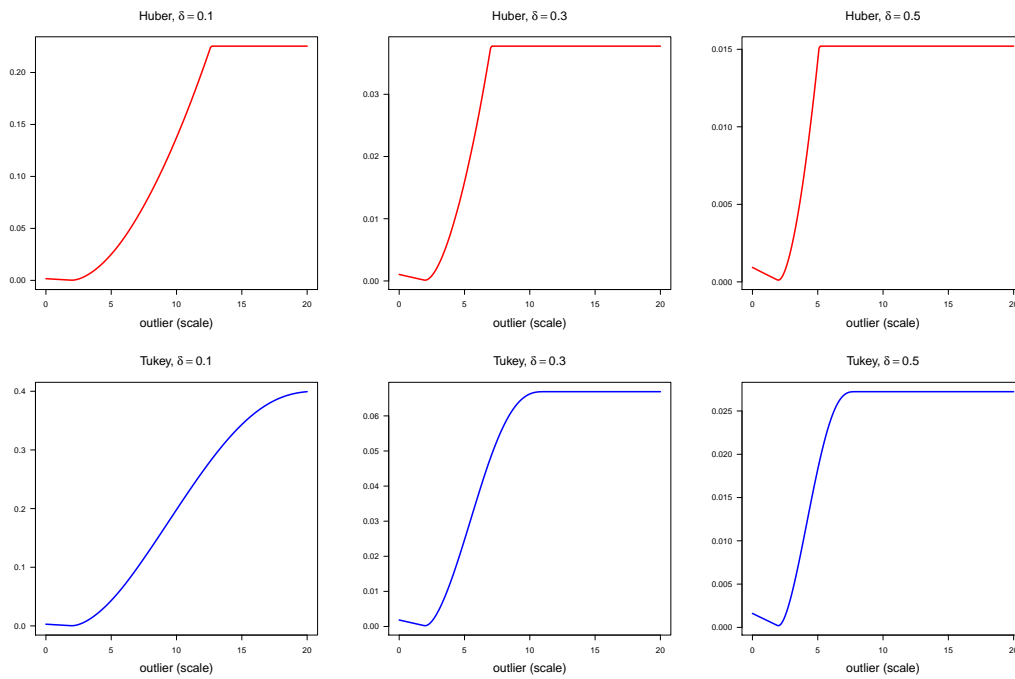 Huber, δ = 0.1
0.20
0.15
0.10
0.05
0.00
0 5 10 15 20
outlier (scale)
Huber, δ = 0.3
0.03
0.02
0.01
0.00
0 5 10 15 20
outlier (scale)
Huber, δ = 0.5
0.015
0.010
0.005
0.000
0 5 10 15 20
outlier (scale)
Tukey, δ = 0.1
0.4
0.3
0.2
0.1
0.0
0 5 10 15 20
outlier (scale)
Tukey, δ = 0.3
0.06
0.05
0.04
0.03
0.02
0.01
0.00
0 5 10 15 20
outlier (scale)
Tukey, δ = 0.5
0.025
0.020
0.015
0.010
0.005
0.000
0 5 10 15 20
outlier (scale)